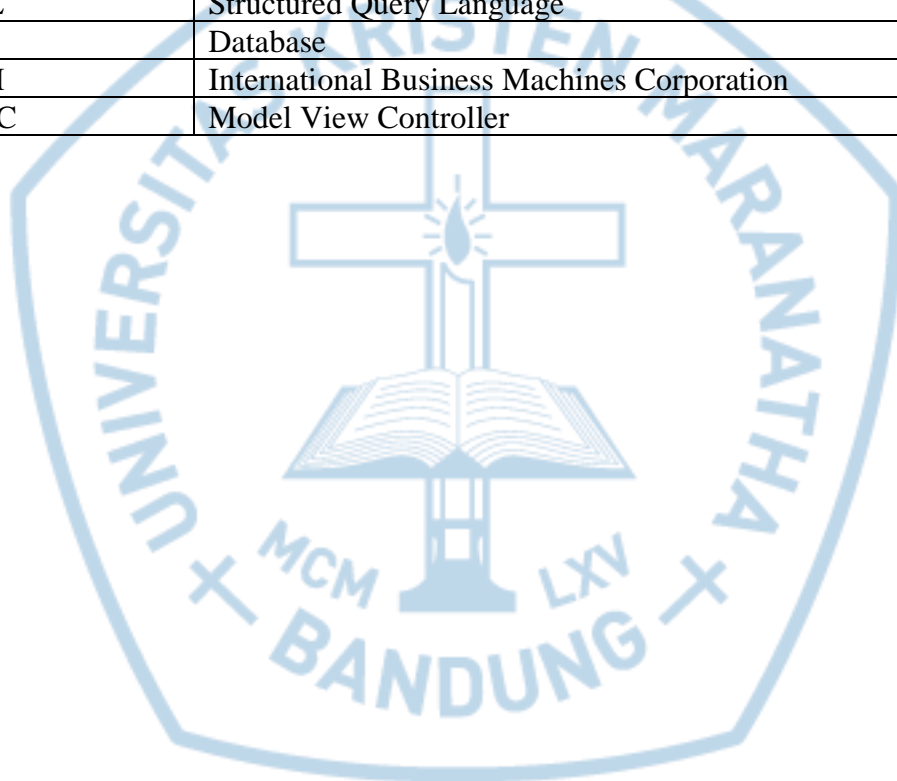 Structured Query Language
Database
International Business Machines Corporation
C Model View Controller
UNIVERSITAS KRISTEN MARANATHA
MCM LXV
BANDUNG